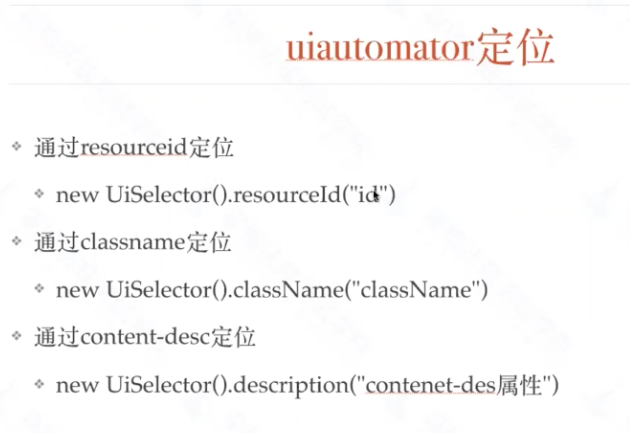 uiautomator定位
通过resourceid定位
new UiSelector().resourceId("id")
通过classname定位
new UiSelector().className("className")
通过content-desc定位
new UiSelector().description("contenet-des属性")